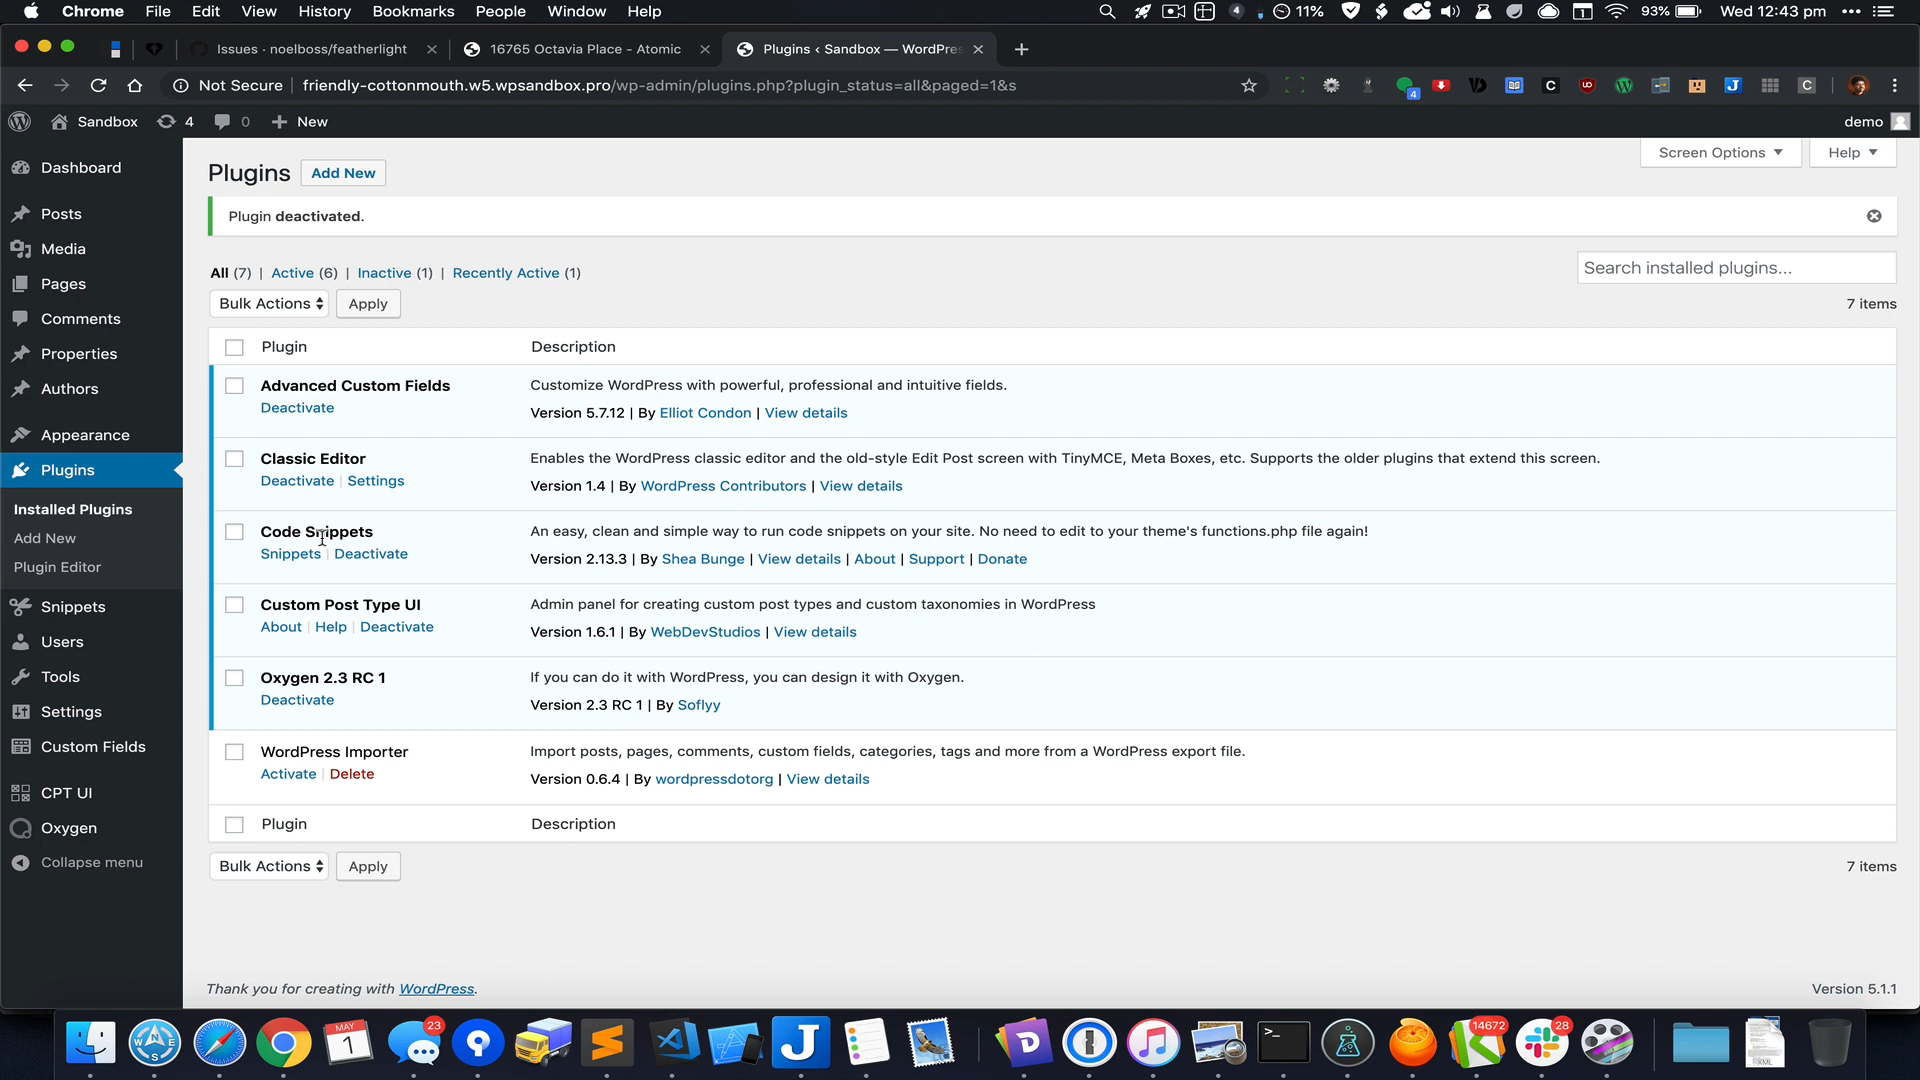 Chrome File Edit View History Bookmarks People Window Help 4 11% 1 93% Wed 12:43 pm
Issues · noelboss/featherlight
16765 Octavia Place – Atomic
Plugins ‹ Sandbox — WordPres
Not Secure | friendly-cottonmouth.w5.wpsandbox.pro/wp-admin/plugins.php?plugin_status=all&paged=1&s
Sandbox 4 0 New demo
Dashboard
Posts
Media
Pages
Comments
Properties
Authors
Appearance
Plugins
Installed Plugins
Add New
Plugin Editor
Snippets
Users
Tools
Settings
Custom Fields
CPT UI
Oxygen
Collapse menu
Screen Options Help
Plugins Add New
Plugin deactivated.
All (7) | Active (6) | Inactive (1) | Recently Active (1)
Search installed plugins...
Bulk Actions Apply 7 items
Plugin Description
Advanced Custom Fields Customize WordPress with powerful, professional and intuitive fields.
Deactivate Version 5.7.12 | By Elliot Condon | View details
Classic Editor Enables the WordPress classic editor and the old-style Edit Post screen with TinyMCE, Meta Boxes, etc. Supports the older plugins that extend this screen.
Deactivate | Settings Version 1.4 | By WordPress Contributors | View details
Code Snippets An easy, clean and simple way to run code snippets on your site. No need to edit to your theme's functions.php file again!
Snippets | Deactivate Version 2.13.3 | By Shea Bunge | View details | About | Support | Donate
Custom Post Type UI Admin panel for creating custom post types and custom taxonomies in WordPress
About | Help | Deactivate Version 1.6.1 | By WebDevStudios | View details
Oxygen 2.3 RC 1 If you can do it with WordPress, you can design it with Oxygen.
Deactivate Version 2.3 RC 1 | By Soflyy
WordPress Importer Import posts, pages, comments, custom fields, categories, tags and more from a WordPress export file.
Activate | Delete Version 0.6.4 | By wordpressdotorg | View details
Plugin Description
Bulk Actions Apply 7 items
Thank you for creating with WordPress. Version 5.1.1
MAY 1 23 14672 28